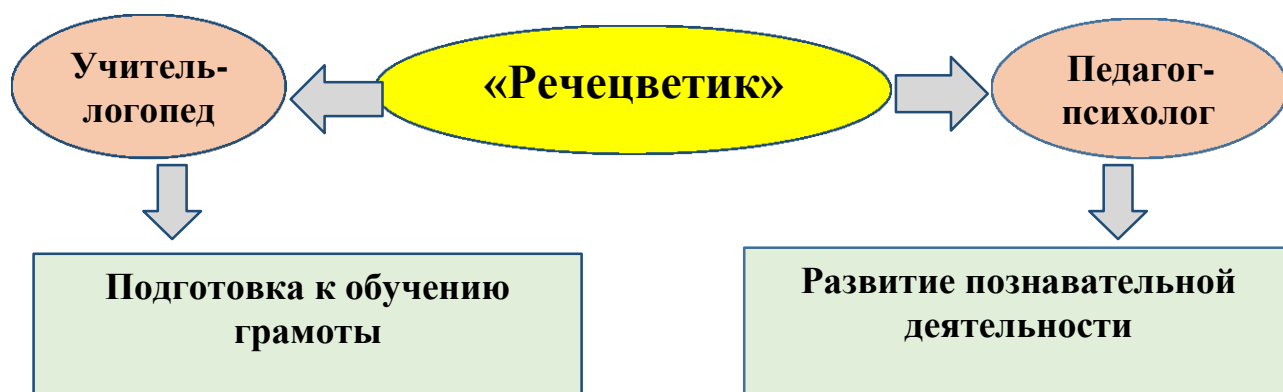 Учитель-
логопед
«Речецветик»
Педагог-
психолог
Подготовка к обучению
грамоты
Развитие познавательной
деятельности